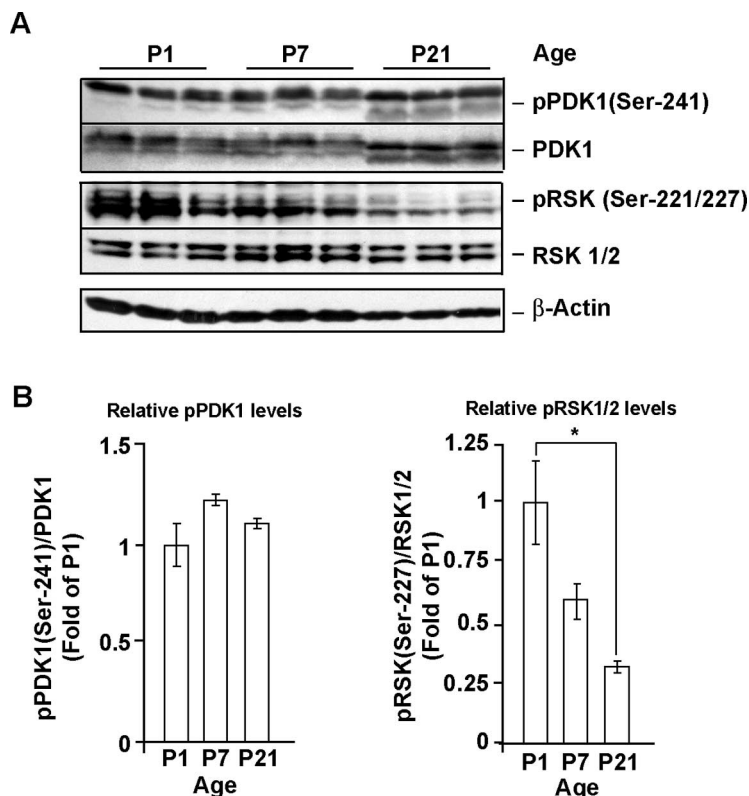 A
P1 P7 P21 Age
– pPDK1(Ser-241)
– PDK1
– pRSK (Ser-221/227)
– RSK 1/2
– β-Actin
B
Relative pPDK1 levels
pPDK1(Ser-241)/PDK1
(Fold of P1)
1.5
1
0.5
0
P1 P7 P21
Age
Relative pRSK1/2 levels
pRSK(Ser-227)/RSK1/2
(Fold of P1)
1.25
1
0.75
0.5
0.25
0
*
P1 P7 P21
Age